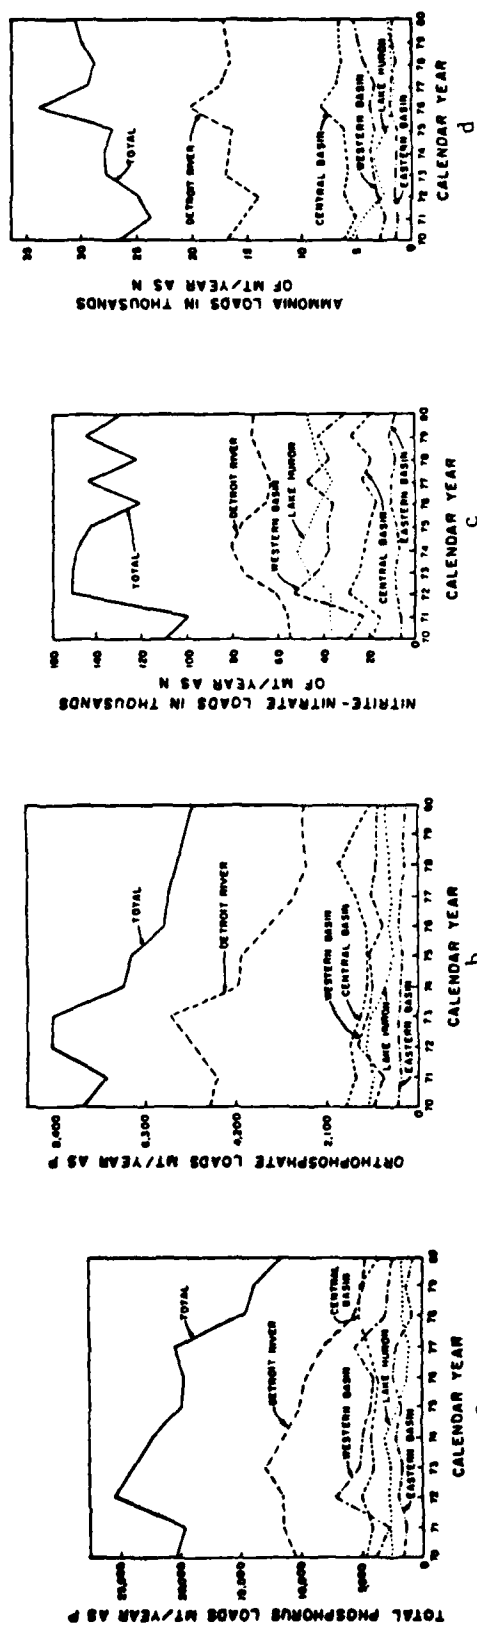 TOTAL PHOSPHORUS LOADS MT/YEAR AS P
20,000
15,000
10,000
TOTAL
DETROIT RIVER
CENTRAL
BASIN
WESTERN BASIN
LAKE HURON
EASTERN BASIN
70 71 72 73 74 75 76 77 78 79 80
CALENDAR YEAR
ORTHOPHOSPHATE LOADS MT/YEAR AS P
8,400
6,300
4,200
2,100
0
TOTAL
DETROIT RIVER
WESTERN BASIN
CENTRAL BASIN
LAKE HURON
EASTERN BASIN
70 71 72 73 74 75 76 77 78 79 80
CALENDAR YEAR
b
NITRITE-NITRATE LOADS IN THOUSANDS
OF MT/YEAR AS N
160
140
120
100
80
60
40
20
0
TOTAL
DETROIT RIVER
WESTERN BASIN
LAKE HURON
CENTRAL BASIN
EASTERN BASIN
70 71 72 73 74 75 76 77 78 79 80
CALENDAR YEAR
c
AMMONIA LOADS IN THOUSANDS
OF MT/YEAR AS N
35
30
25
20
15
10
5
0
TOTAL
DETROIT RIVER
CENTRAL BASIN
WESTERN BASIN
LAKE HURON
EASTERN BASIN
70 71 72 73 74 75 76 77 78 79 80
CALENDAR YEAR
d